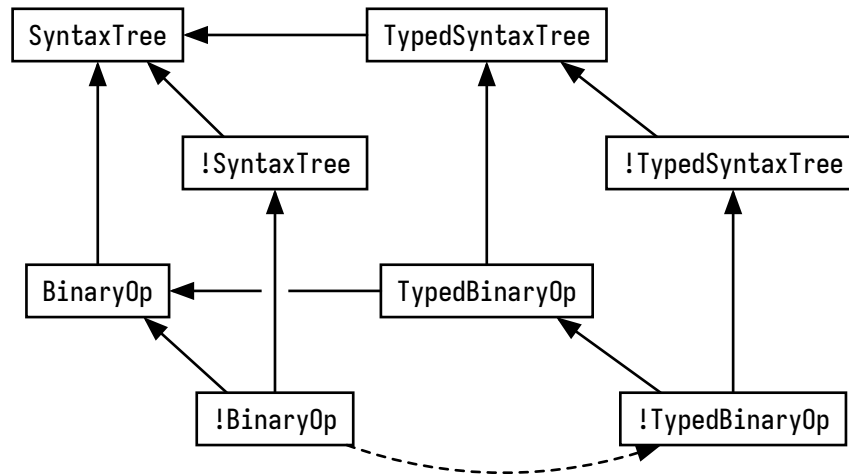 SyntaxTree
TypedSyntaxTree
!SyntaxTree
!TypedSyntaxTree
BinaryOp
TypedBinaryOp
!BinaryOp
!TypedBinaryOp